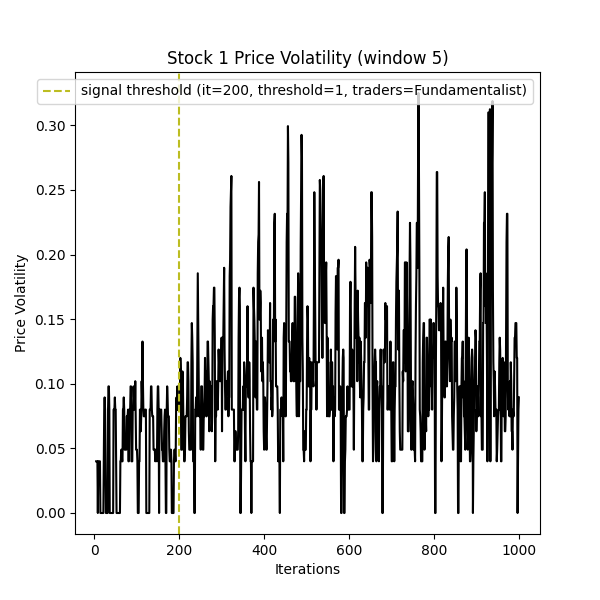 Stock 1 Price Volatility (window 5)
signal threshold (it=200, threshold=1, traders=Fundamentalist)
Price Volatility
0.30
0.25
0.20
0.15
0.10
0.05
0.00
0 200 400 600 800 1000
Iterations